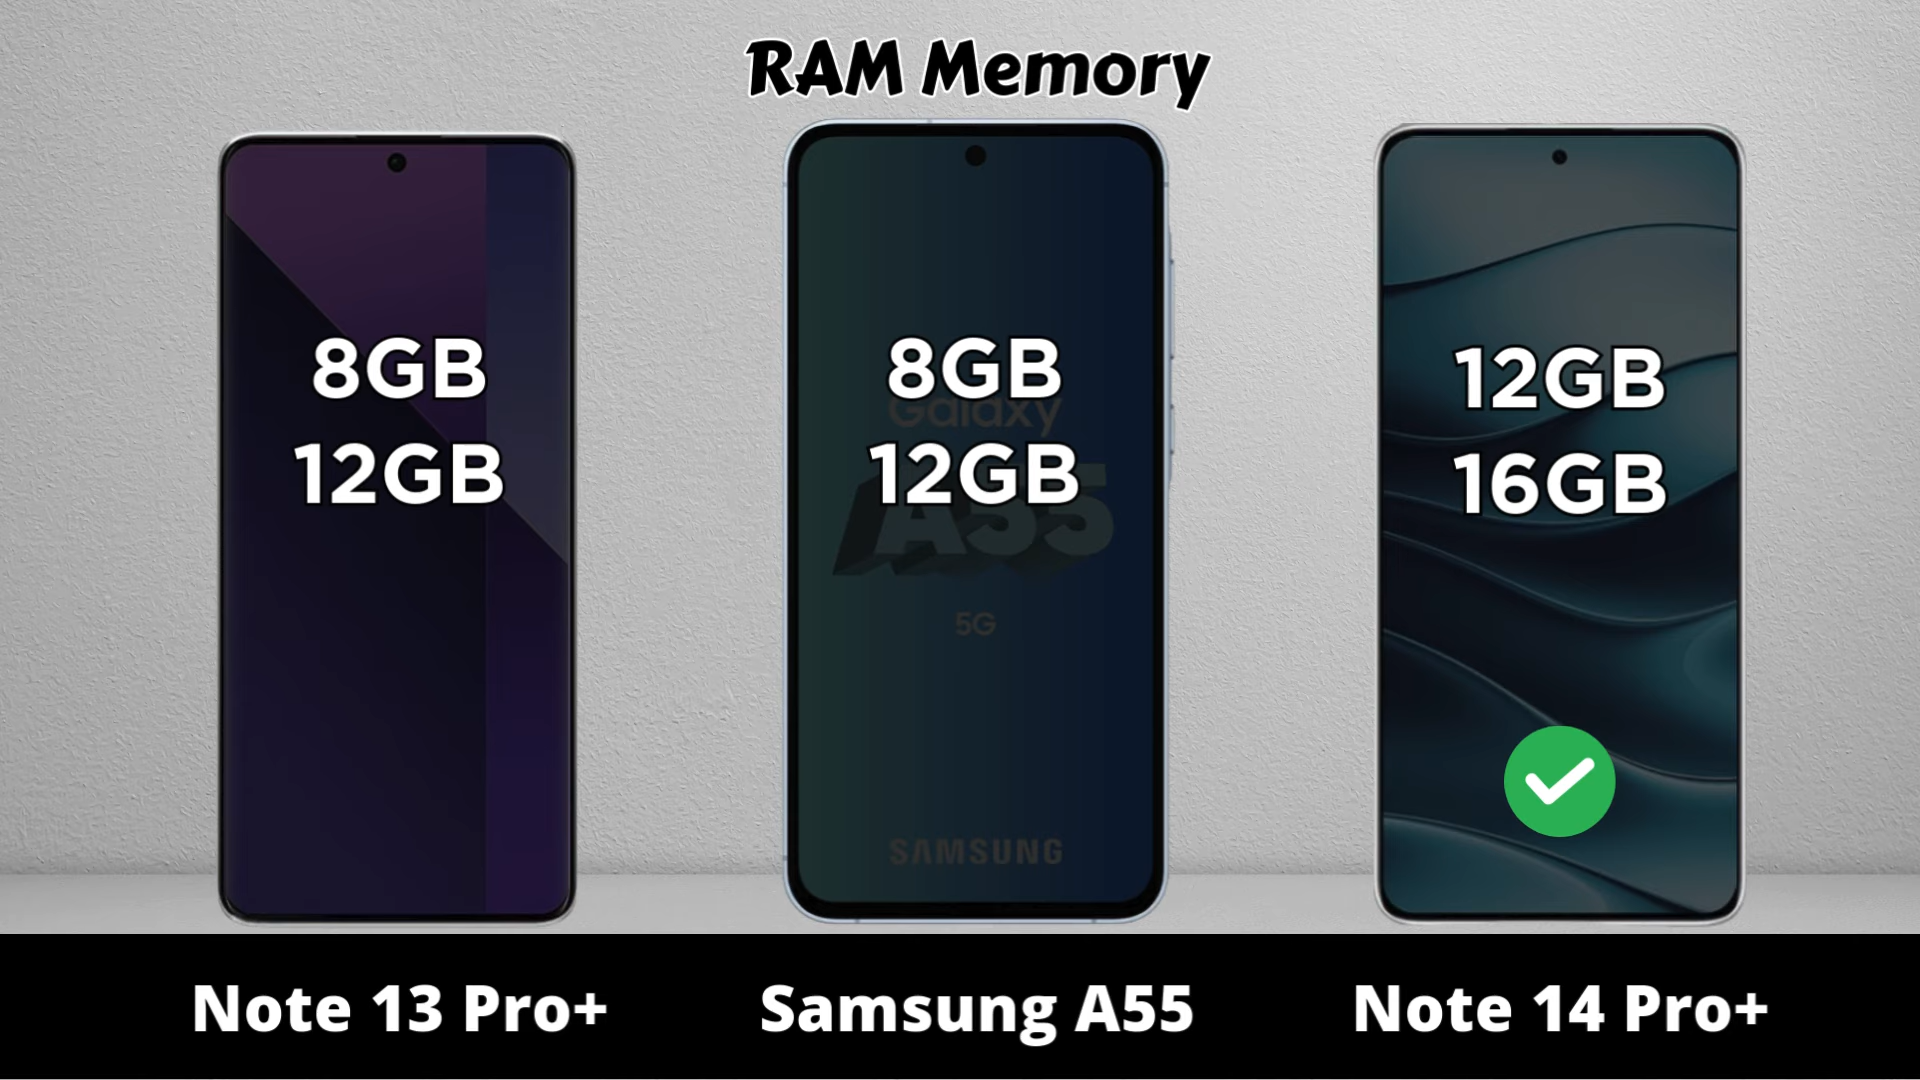 RAM Memory
8GB
12GB
8GB
12GB
Galaxy
A55
5G
SAMSUNG
12GB
16GB
Note 13 Pro+
Samsung A55
Note 14 Pro+